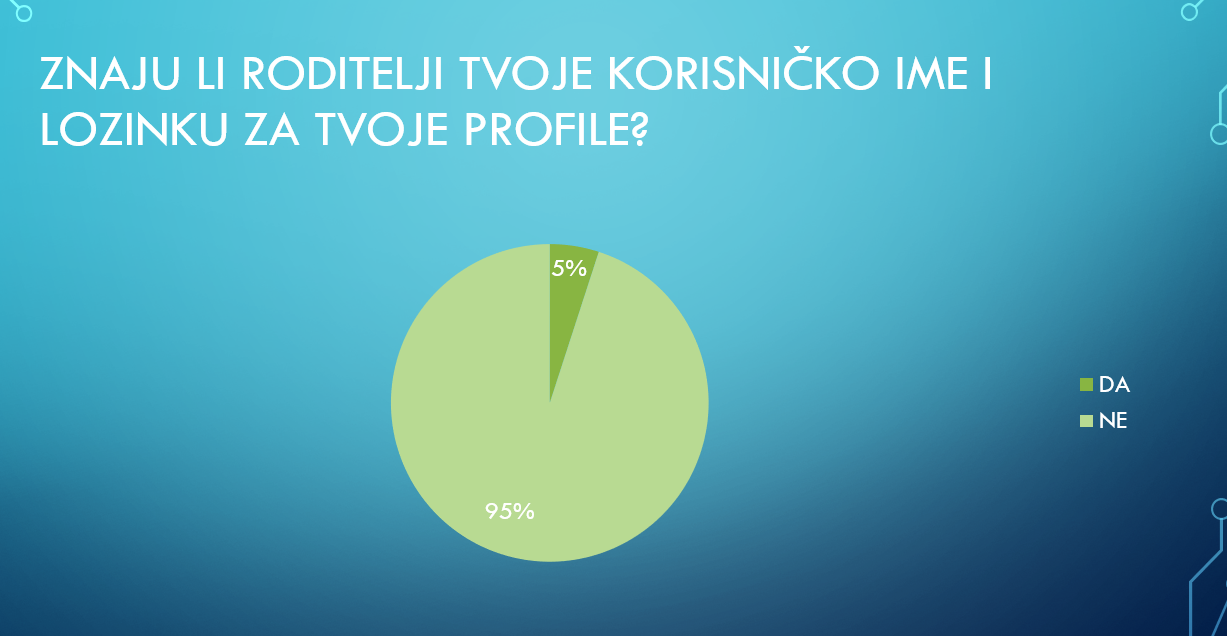 ZNAJU LI RODITELJI TVOJE KORISNIČKO IME I
LOZINKU ZA TVOJE PROFILE?
5%
95%
DA
NE